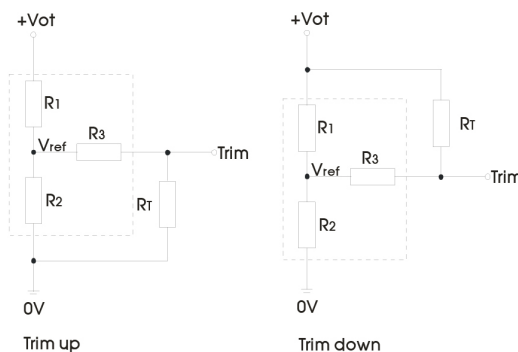 +Vot
R1
R3
Vref
Trim
R2
RT
0V
Trim up
+Vot
RT
R1
R3
Vref
Trim
R2
0V
Trim down